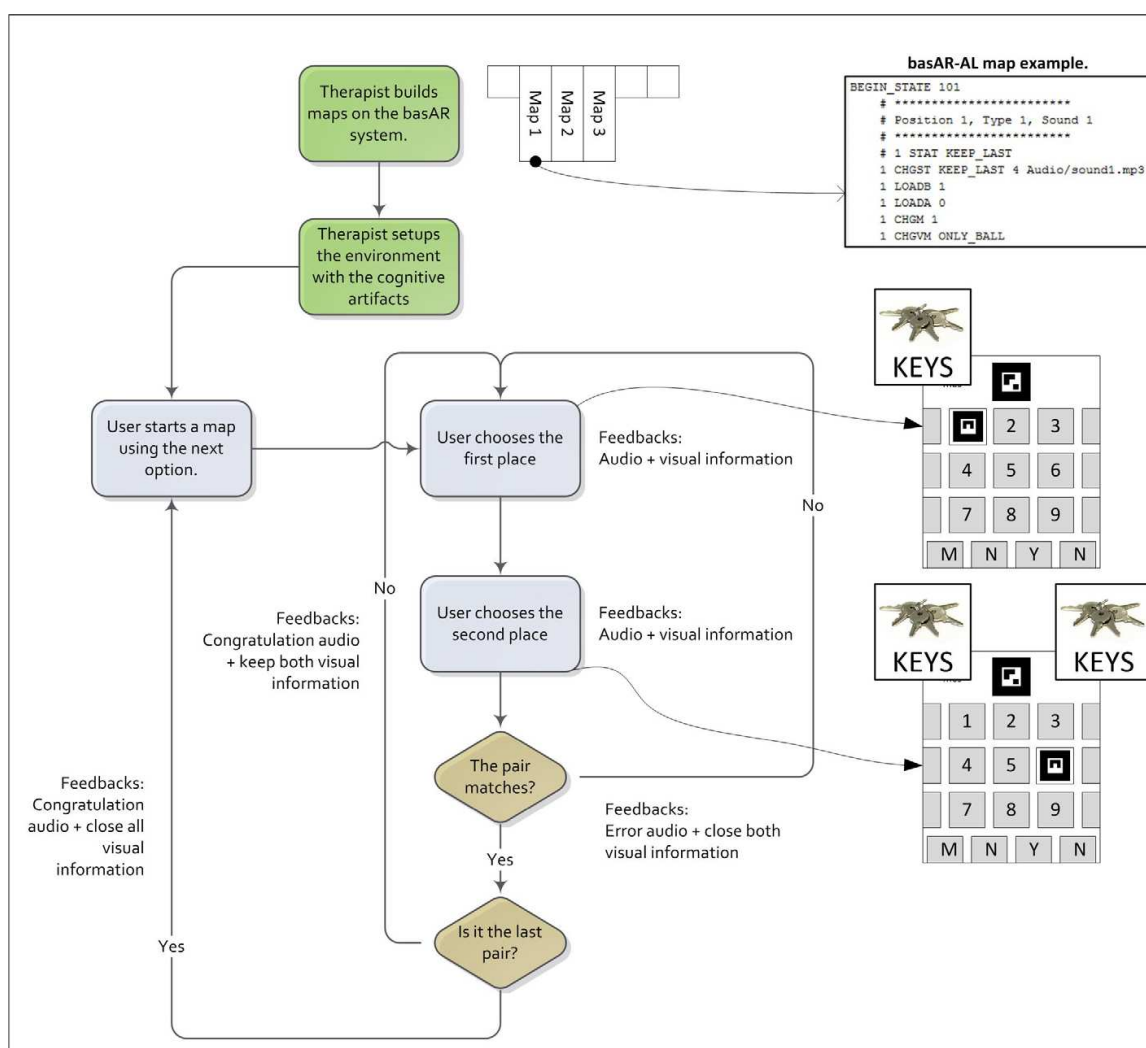 Therapist builds
maps on the basAR
system.
Map 1
Map 2
Map 3
basAR-AL map example.
BEGIN_STATE 101
# ************************
# Position 1, Type 1, Sound 1
# ************************
# 1 STAT KEEP_LAST
1 CHGST KEEP_LAST 4 Audio/sound1.mp3
1 LOADB 1
1 LOADA 0
1 CHGM 1
1 CHGVM ONLY_BALL
Therapist setups
the environment
with the cognitive
artifacts
User starts a map
using the next
option.
User chooses the
first place
Feedbacks:
Audio + visual information
KEYS
2 3
4 5 6
7 8 9
M N Y N
No
No
User chooses the
second place
Feedbacks:
Audio + visual information
Feedbacks:
Congratulation audio
+ keep both visual
information
KEYS
KEYS
1 2 3
4 5
7 8 9
M N Y N
The pair
matches?
Feedbacks:
Error audio + close both
visual information
Yes
Feedbacks:
Congratulation
audio + close all
visual
information
Is it the last
pair?
Yes